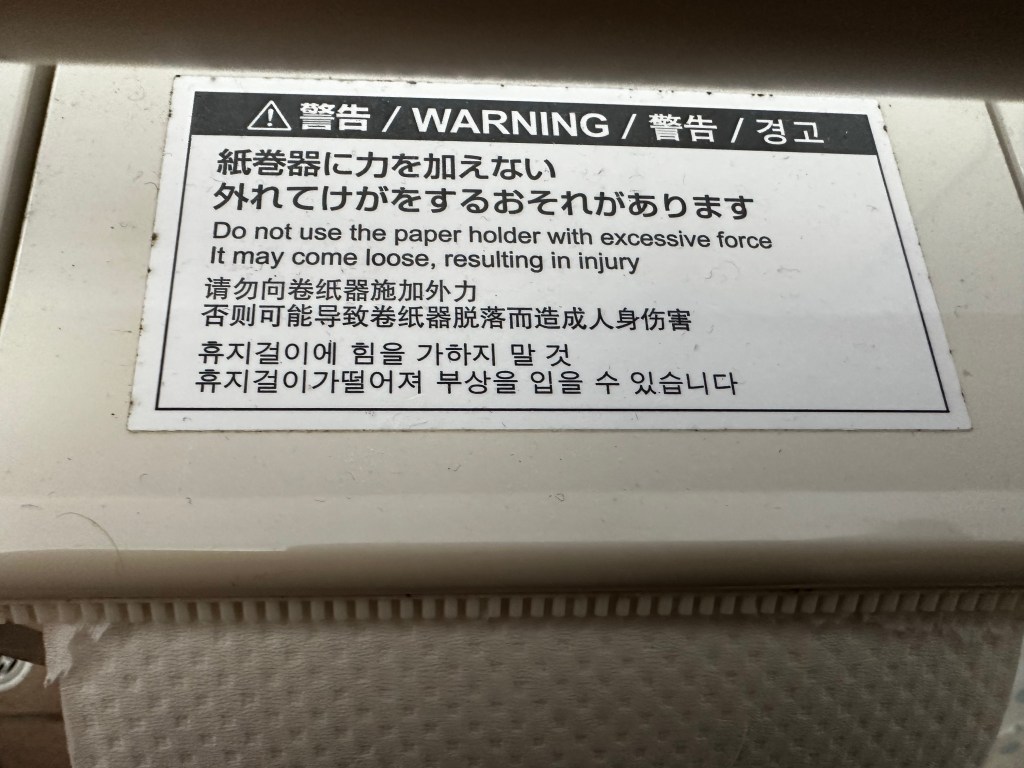 ⚠警告 / WARNING / 警告 / 경고
紙巻器に力を加えない
外れてけがをするおそれがあります
Do not use the paper holder with excessive force
It may come loose, resulting in injury
请勿向卷纸器施加外力
否则可能导致卷纸器脱落而造成人身伤害
휴지걸이에 힘을 가하지 말 것
휴지걸이가떨어져 부상을 입을 수 있습니다